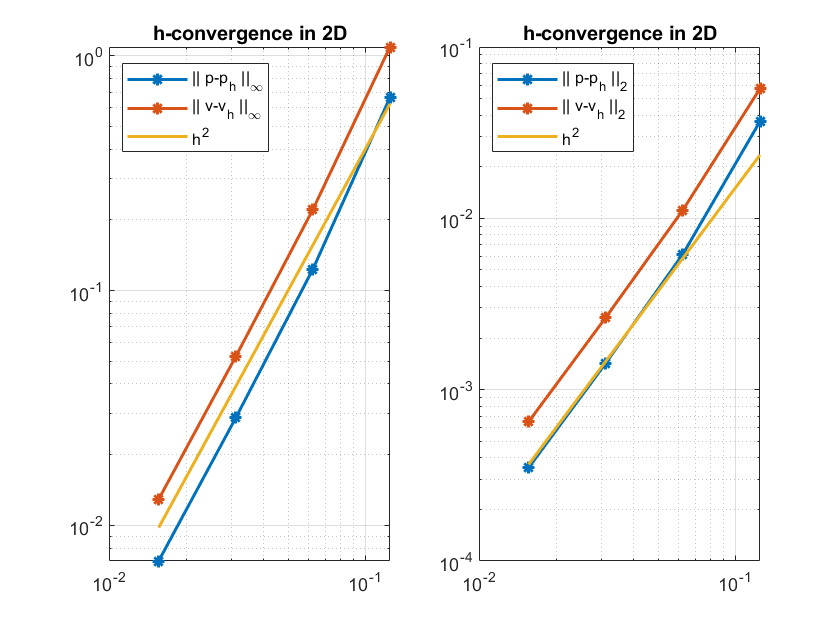 h-convergence in 2D
|| p-p_h ||_∞
|| v-v_h ||_∞
h^2
10^0
10^-1
10^-2
10^-2
10^-1
h-convergence in 2D
|| p-p_h ||_2
|| v-v_h ||_2
h^2
10^-1
10^-2
10^-3
10^-4
10^-2
10^-1